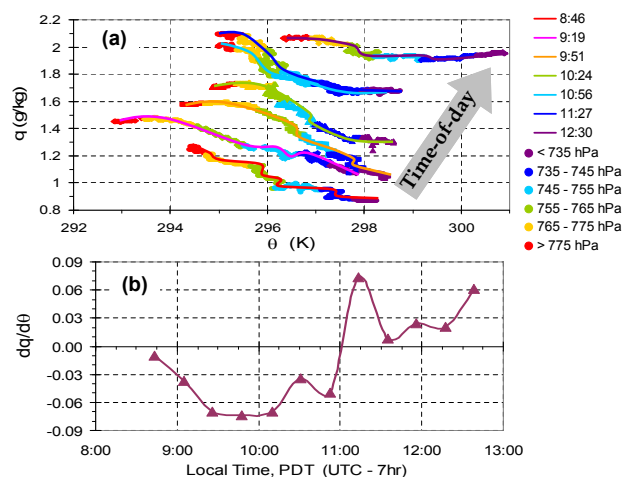 (a)
q (g/kg)
2.2
2
1.8
1.6
1.4
1.2
1
0.8
292
294
296
298
300
θ (K)
Time-of-day
8:46
9:19
9:51
10:24
10:56
11:27
12:30
< 735 hPa
735 - 745 hPa
745 - 755 hPa
755 - 765 hPa
765 - 775 hPa
> 775 hPa
(b)
dq/dθ
0.09
0.06
0.03
0.00
-0.03
-0.06
-0.09
8:00
9:00
10:00
11:00
12:00
13:00
Local Time, PDT (UTC - 7hr)